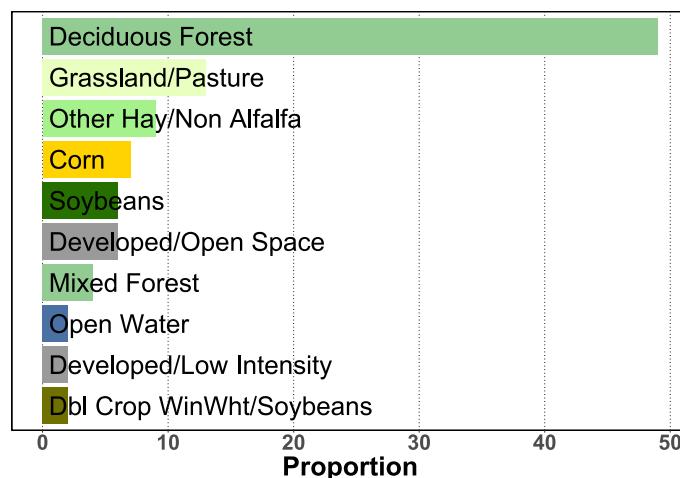 Deciduous Forest
Grassland/Pasture
Other Hay/Non Alfalfa
Corn
Soybeans
Developed/Open Space
Mixed Forest
Open Water
Developed/Low Intensity
Dbl Crop WinWht/Soybeans
0 10 20 30 40 50
Proportion